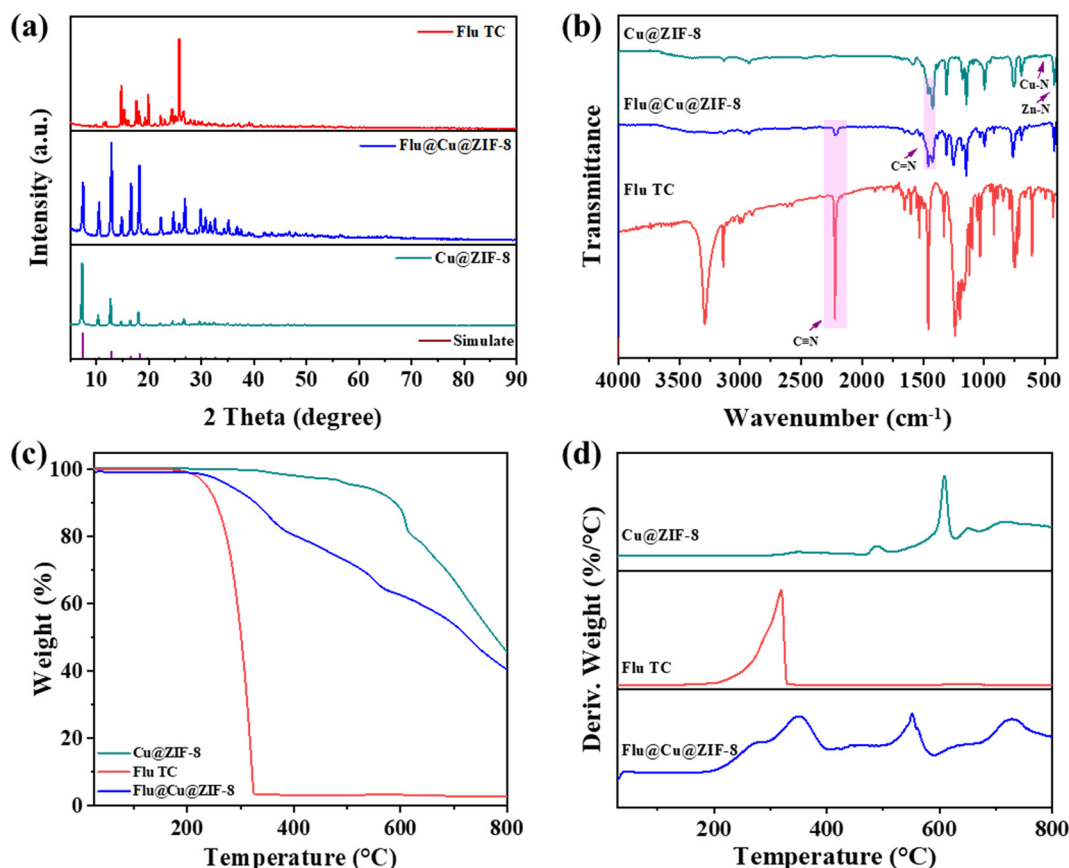 (a)
Flu TC
Flu@Cu@ZIF-8
Cu@ZIF-8
Simulate
Intensity (a.u.)
10 20 30 40 50 60 70 80 90
2 Theta (degree)
(b)
Cu@ZIF-8
Cu-N
Zn-N
Flu@Cu@ZIF-8
C=N
Flu TC
C≡N
Transmittance
4000 3500 3000 2500 2000 1500 1000 500
Wavenumber (cm⁻¹)
(c)
100
80
60
40
20
0
Weight (%)
Cu@ZIF-8
Flu TC
Flu@Cu@ZIF-8
200 400 600 800
Temperature (°C)
(d)
Cu@ZIF-8
Flu TC
Flu@Cu@ZIF-8
Deriv. Weight (%/°C)
200 400 600 800
Temperature (°C)